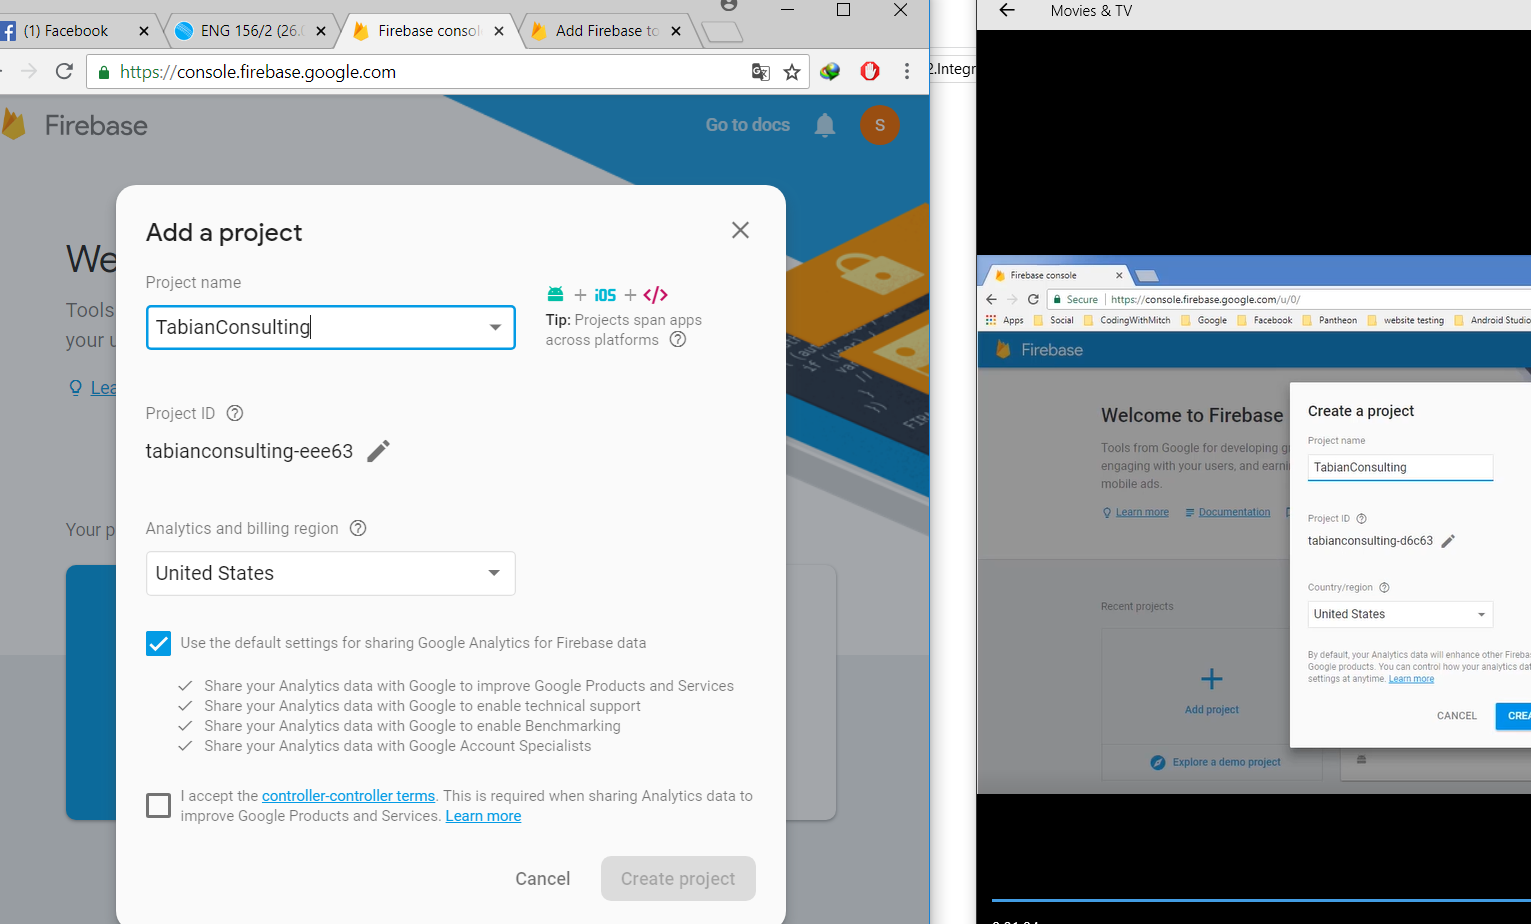 (1) Facebook
ENG 156/2 (26.
Firebase consol
Add Firebase to
https://console.firebase.google.com
Firebase
Go to docs
S
We
Tools
your u
Lea
Your p
Add a project
Project name
TabianConsulting
+ iOS + </>
Tip: Projects span apps
across platforms
Project ID
tabianconsulting-eee63
Analytics and billing region
United States
Use the default settings for sharing Google Analytics for Firebase data
Share your Analytics data with Google to improve Google Products and Services
Share your Analytics data with Google to enable technical support
Share your Analytics data with Google to enable Benchmarking
Share your Analytics data with Google Account Specialists
I accept the controller-controller terms. This is required when sharing Analytics data to
improve Google Products and Services. Learn more
Cancel
Create project
2.Integr
Movies & TV
Firebase console
Secure
https://console.firebase.google.com/u/0/
Apps
Social
CodingWithMitch
Google
Facebook
Pantheon
website testing
Android Studio
Firebase
Welcome to Firebase
Tools from Google for developing g
engaging with your users, and earni
mobile ads.
Learn more
Documentation
Recent projects
Add project
Explore a demo project
Create a project
Project name
TabianConsulting
Project ID
tabianconsulting-d6c63
Country/region
United States
By default, your Analytics data will enhance other Fireba
Google products. You can control how your analytics dat
settings at anytime. Learn more
CANCEL
CREA